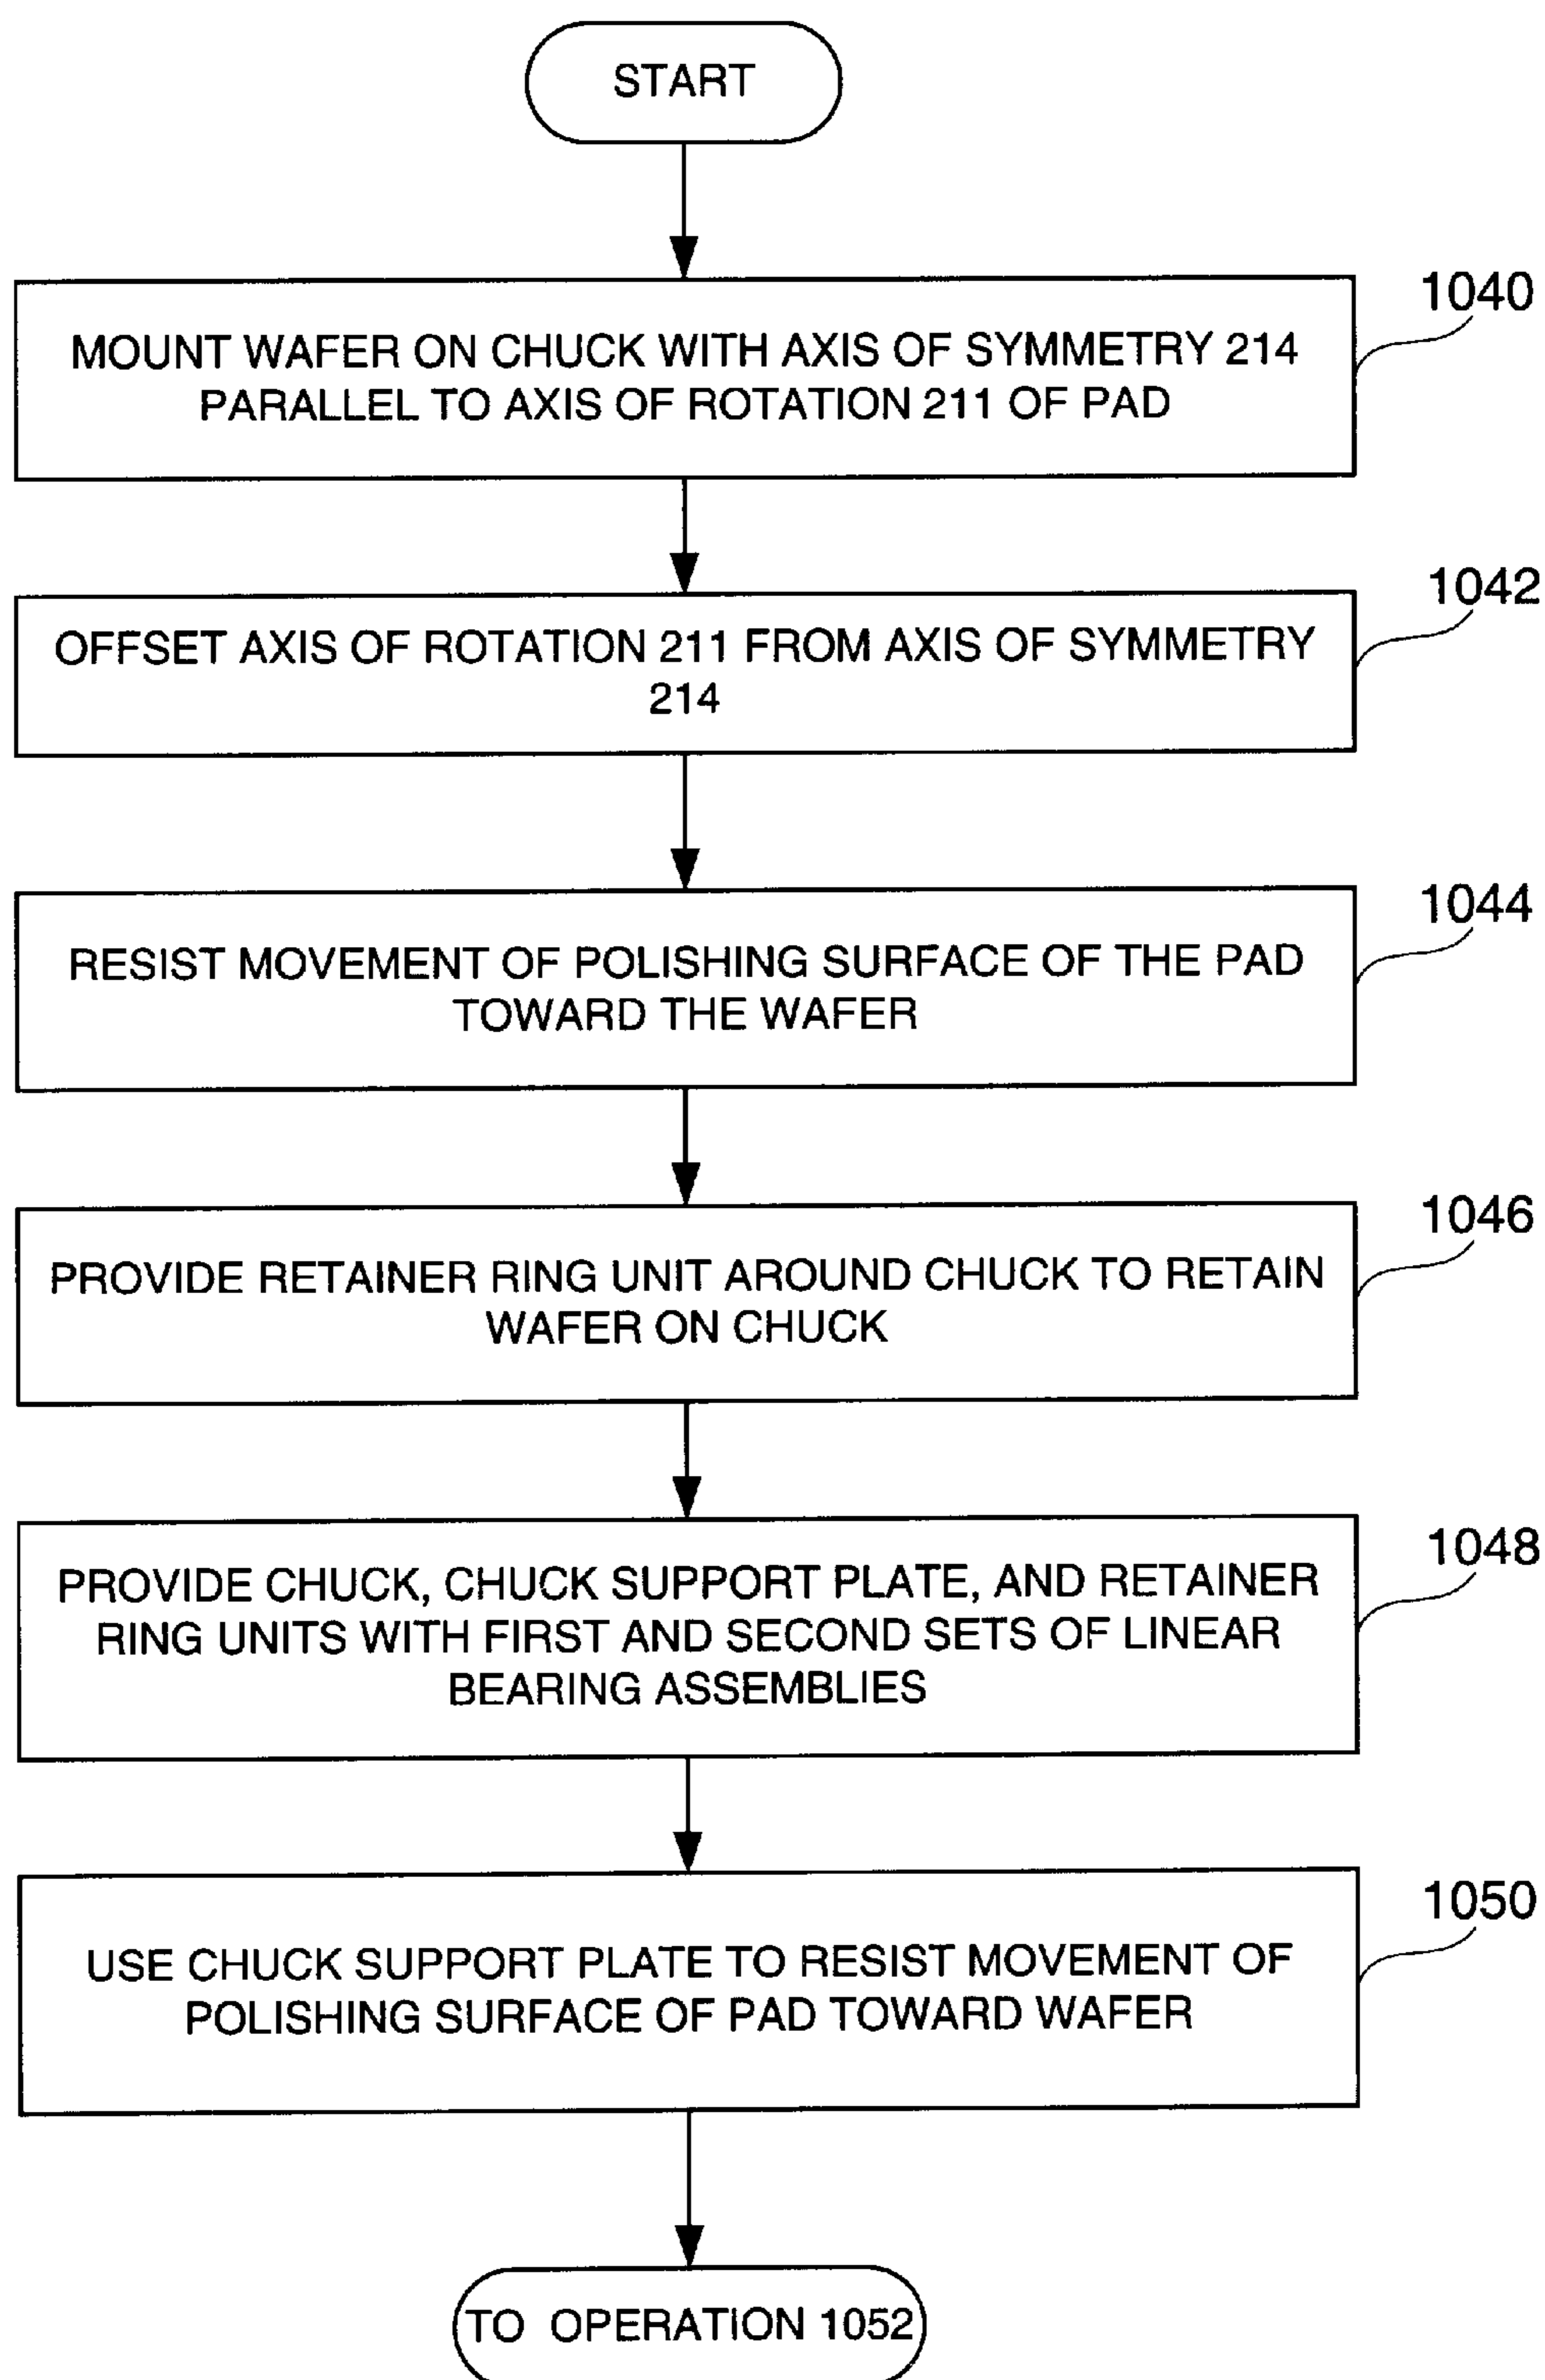 START
1040
MOUNT WAFER ON CHUCK WITH AXIS OF SYMMETRY 214
PARALLEL TO AXIS OF ROTATION 211 OF PAD
1042
OFFSET AXIS OF ROTATION 211 FROM AXIS OF SYMMETRY
214
1044
RESIST MOVEMENT OF POLISHING SURFACE OF THE PAD
TOWARD THE WAFER
1046
PROVIDE RETAINER RING UNIT AROUND CHUCK TO RETAIN
WAFER ON CHUCK
1048
PROVIDE CHUCK, CHUCK SUPPORT PLATE, AND RETAINER
RING UNITS WITH FIRST AND SECOND SETS OF LINEAR
BEARING ASSEMBLIES
1050
USE CHUCK SUPPORT PLATE TO RESIST MOVEMENT OF
POLISHING SURFACE OF PAD TOWARD WAFER
TO OPERATION 1052